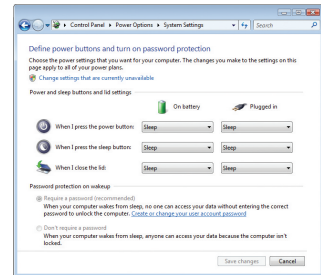 Control Panel ▸ Power Options ▸ System Settings
Search
Define power buttons and turn on password protection
Choose the power settings that you want for your computer. The changes you make to the settings on this
page apply to all of your power plans.
Change settings that are currently unavailable
Power and sleep buttons and lid settings
On battery Plugged in
When I press the power button: Sleep Sleep
When I press the sleep button: Sleep Sleep
When I close the lid: Sleep Sleep
Password protection on wakeup
Require a password (recommended)
When your computer wakes from sleep, no one can access your data without entering the correct
password to unlock the computer. Create or change your user account password
Don't require a password
When your computer wakes from sleep, anyone can access your data because the computer isn't
locked.
Save changes Cancel